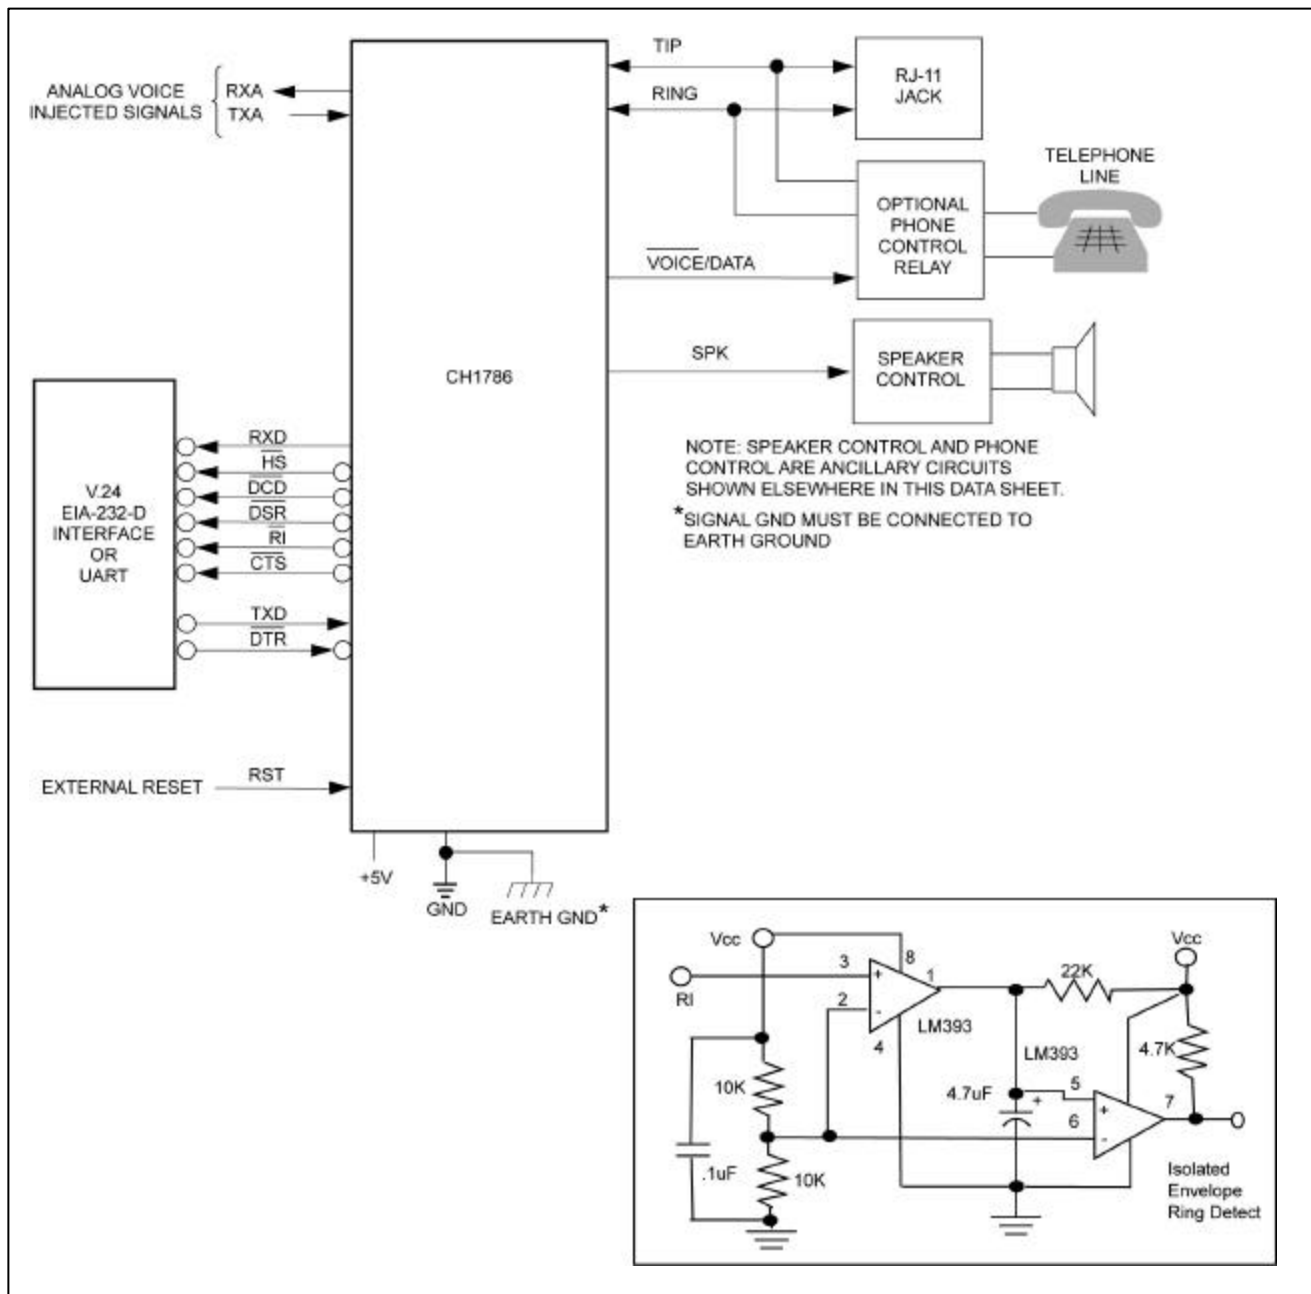 TIP
RJ-11
JACK
RING
ANALOG VOICE
INJECTED SIGNALS
RXA
TXA
TELEPHONE
LINE
OPTIONAL
PHONE
CONTROL
RELAY
VOICE/DATA
SPK
SPEAKER
CONTROL
CH1786
NOTE: SPEAKER CONTROL AND PHONE
CONTROL ARE ANCILLARY CIRCUITS
SHOWN ELSEWHERE IN THIS DATA SHEET.
*SIGNAL GND MUST BE CONNECTED TO
EARTH GROUND
V.24
EIA-232-D
INTERFACE
OR
UART
RXD
HS
DCD
DSR
RI
CTS
TXD
DTR
EXTERNAL RESET
RST
+5V
GND
EARTH GND*
Vcc
RI
3
2
8
1
4
LM393
22K
Vcc
4.7K
LM393
10K
4.7uF
+
5
6
7
+
-
+
-
.1uF
10K
Isolated
Envelope
Ring Detect